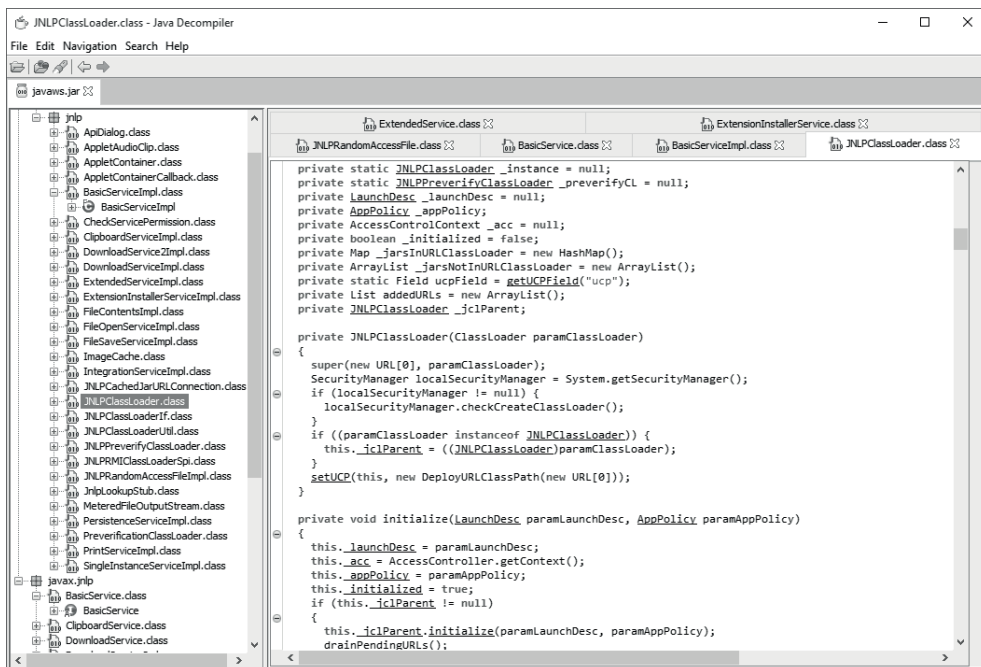 JNLPClassLoader.class - Java Decompiler
File Edit Navigation Search Help
javaws.jar
jnlp
ApiDialog.class
AppletAudioClip.class
AppletContainer.class
AppletContainerCallback.class
BasicServiceImpl.class
BasicServiceImpl
CheckServicePermission.class
ClipboardServiceImpl.class
DownloadService2Impl.class
DownloadServiceImpl.class
ExtendedServiceImpl.class
ExtensionInstallerServiceImpl.class
FileContentsImpl.class
FileOpenServiceImpl.class
FileSaveServiceImpl.class
ImageCache.class
IntegrationServiceImpl.class
JNLPCachedJarURLConnection.class
JNLPClassLoader.class
JNLPClassLoaderIf.class
JNLPClassLoaderUtil.class
JNLPPreverifyClassLoader.class
JNLPRMIClassLoaderSpi.class
JNLPRandomAccessFileImpl.class
JnlpLookupStub.class
MeteredFileOutputStream.class
PersistenceServiceImpl.class
PreverificationClassLoader.class
PrintServiceImpl.class
SingleInstanceServiceImpl.class
javax.jnlp
BasicService.class
BasicService
ClipboardService.class
DownloadService.class
ExtendedService.class ExtensionInstallerService.class
JNLPRandomAccessFile.class BasicService.class BasicServiceImpl.class JNLPClassLoader.class
private static JNLPClassLoader _instance = null;
private static JNLPPreverifyClassLoader _preverifyCL = null;
private LaunchDesc _launchDesc = null;
private AppPolicy _appPolicy;
private AccessControlContext _acc = null;
private boolean _initialized = false;
private Map _jarsInURLClassLoader = new HashMap();
private ArrayList _jarsNotInURLClassLoader = new ArrayList();
private static Field ucpField = getUCPField("ucp");
private List addedURLs = new ArrayList();
private JNLPClassLoader _jclParent;
private JNLPClassLoader(ClassLoader paramClassLoader)
{
super(new URL[0], paramClassLoader);
SecurityManager localSecurityManager = System.getSecurityManager();
if (localSecurityManager != null) {
localSecurityManager.checkCreateClassLoader();
}
if ((paramClassLoader instanceof JNLPClassLoader)) {
this._jclParent = ((JNLPClassLoader)paramClassLoader);
}
setUCP(this, new DeployURLClassPath(new URL[0]));
}
private void initialize(LaunchDesc paramLaunchDesc, AppPolicy paramAppPolicy)
{
this._launchDesc = paramLaunchDesc;
this._acc = AccessController.getContext();
this._appPolicy = paramAppPolicy;
this._initialized = true;
if (this._jclParent != null)
{
this._jclParent.initialize(paramLaunchDesc, paramAppPolicy);
drainPendingURLs();